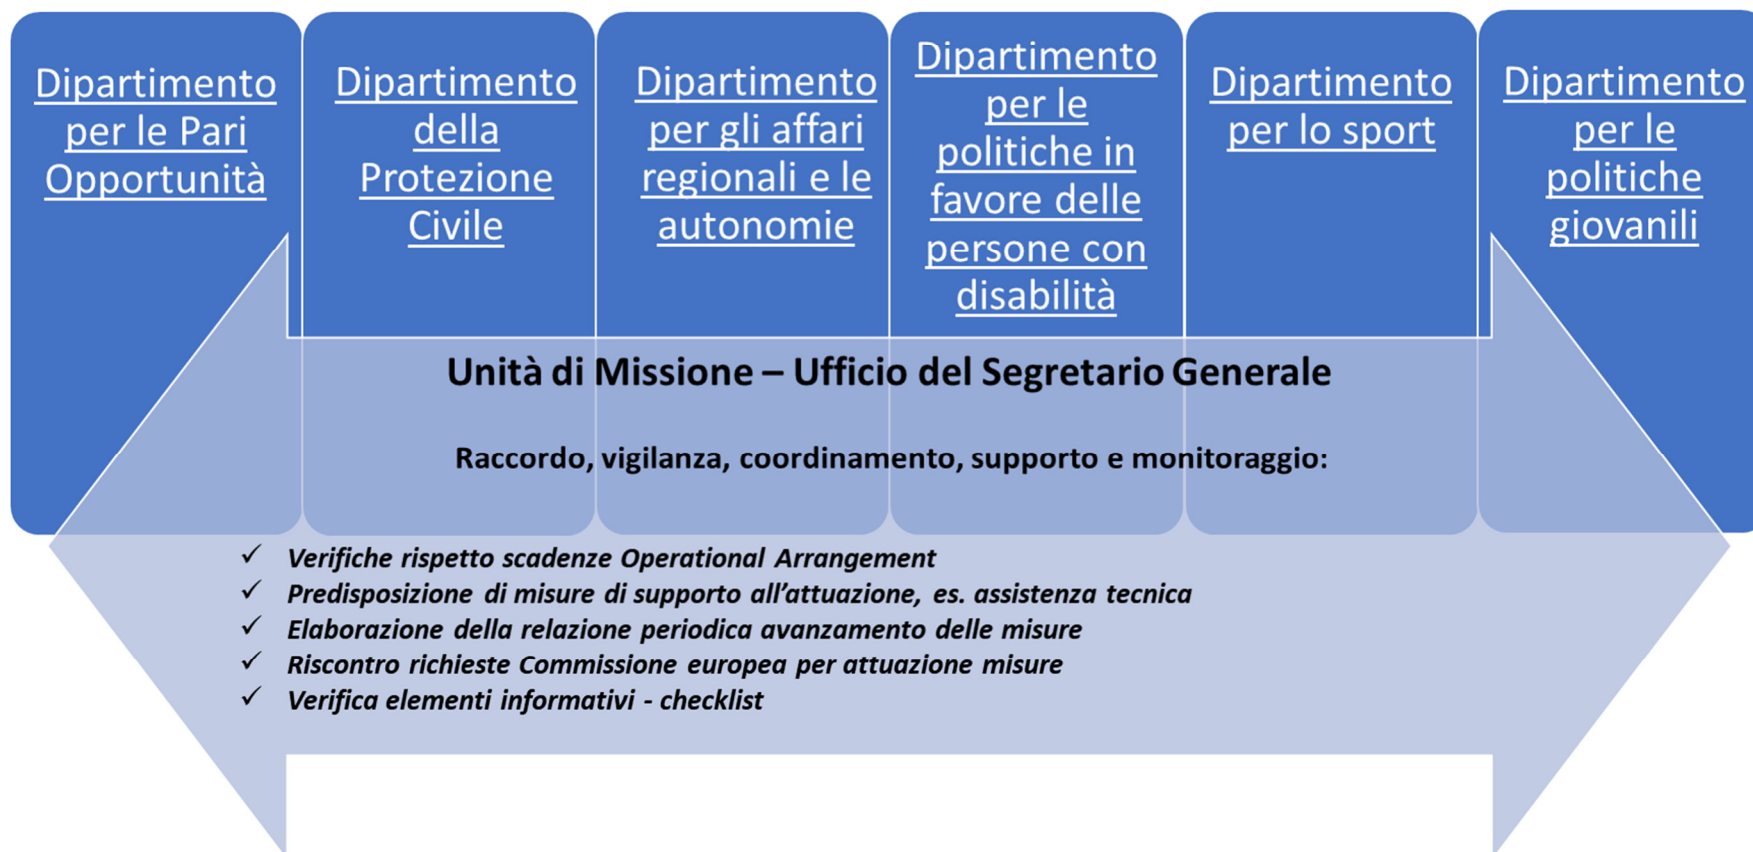 Dipartimento
per le Pari
Opportunità
Dipartimento
della
Protezione
Civile
Dipartimento
per gli affari
regionali e le
autonomie
Dipartimento
per le
politiche in
favore delle
persone con
disabilità
Dipartimento
per lo sport
Dipartimento
per le
politiche
giovanili
Unità di Missione – Ufficio del Segretario Generale
Raccordo, vigilanza, coordinamento, supporto e monitoraggio:
✓ Verifiche rispetto scadenze Operational Arrangement
✓ Predisposizione di misure di supporto all’attuazione, es. assistenza tecnica
✓ Elaborazione della relazione periodica avanzamento delle misure
✓ Riscontro richieste Commissione europea per attuazione misure
✓ Verifica elementi informativi - checklist